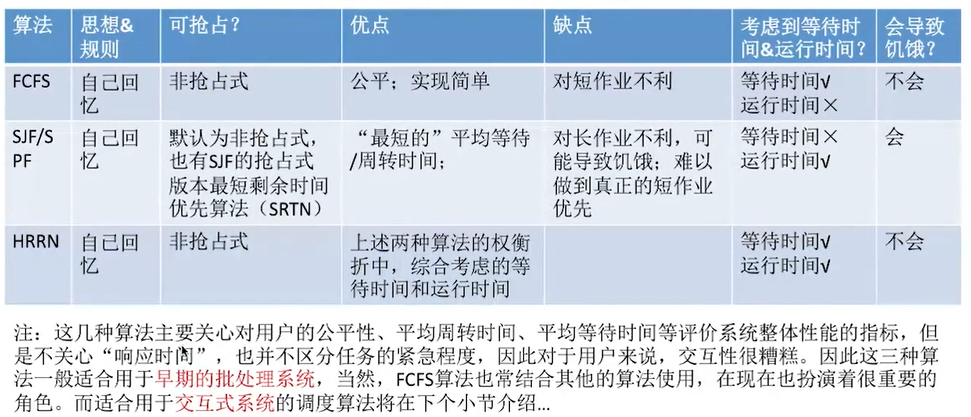 算法 思想& 可抢占？ 优点 缺点 考虑到等待时 会导致
规则 间&运行时间？ 饥饿？
FCFS 自己回 非抢占式 公平；实现简单 对短作业不利 等待时间√ 不会
忆 运行时间×
SJF/S 自己回 默认为非抢占式， “最短的”平均等待 对长作业不利，可 等待时间× 会
PF 忆 也有SJF的抢占式 /周转时间； 能导致饥饿；难以 运行时间√
版本最短剩余时间 做到真正的短作业
优先算法（SRTN） 优先
HRRN 自己回 非抢占式 上述两种算法的权衡 等待时间√ 不会
忆 折中，综合考虑的等 运行时间√
待时间和运行时间
注：这几种算法主要关心对用户的公平性、平均周转时间、平均等待时间等评价系统整体性能的指标，但
是不关心“响应时间”，也并不区分任务的紧急程度，因此对于用户来说，交互性很糟糕。因此这三种算
法一般适合用于早期的批处理系统，当然，FCFS算法也常结合其他的算法使用，在现在也扮演着很重要的
角色。而适合用于交互式系统的调度算法将在下个小节介绍...